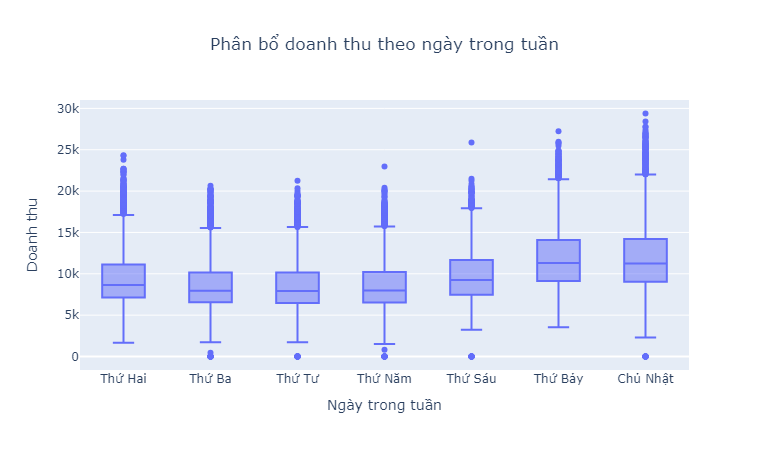 Phân bổ doanh thu theo ngày trong tuần
Doanh thu
30k
25k
20k
15k
10k
5k
0
Thứ Hai
Thứ Ba
Thứ Tư
Thứ Năm
Thứ Sáu
Thứ Bảy
Chủ Nhật
Ngày trong tuần